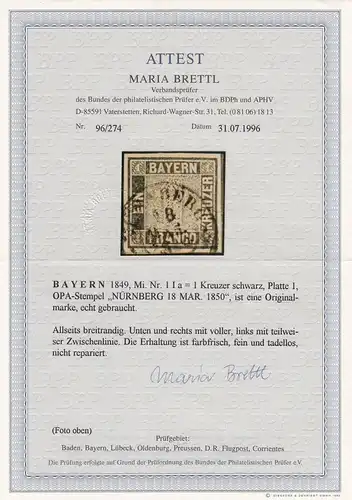 ATTEST
MARIA BRETTL
Verbandsprüfer
des Bundes der philatelistischen Prüfer e.V. im BDPh und APHV
D-85591 Vaterstetten, Richard-Wagner-Str. 31, Tel. (0 81 06) 18 13
Nr. 96/274 Datum 31.07.1996
BAYERN
FRANCO
BAYERN 1849, Mi. Nr. 1 I a = 1 Kreuzer schwarz, Platte 1,
OPA-Stempel „NÜRNBERG 18 MAR. 1850“, ist eine Original-
marke, echt gebraucht.
Allseits breitrandig. Unten und rechts mit voller, links mit teilwei-
ser Zwischenlinie. Die Erhaltung ist farbfrisch, fein und tadellos,
nicht repariert.
Maria Brettl
(Foto oben)
Prüfgebiet:
Baden, Bayern, Lübeck, Oldenburg, Preussen, D.R. Flugpost, Corrientes
Die Prüfung erfolgte auf Grund der Prüfordnung des Bundes der Philatelistischen Prüfer e.V.